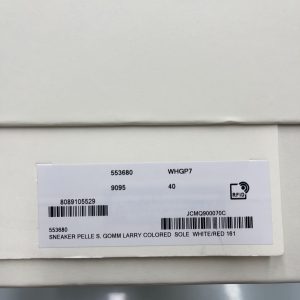 553680 WHGP7
9095 40
8089105529
RFID
JCMQ900070C
553680
SNEAKER PELLE S. GOMM LARRY COLORED SOLE WHITE/RED 161